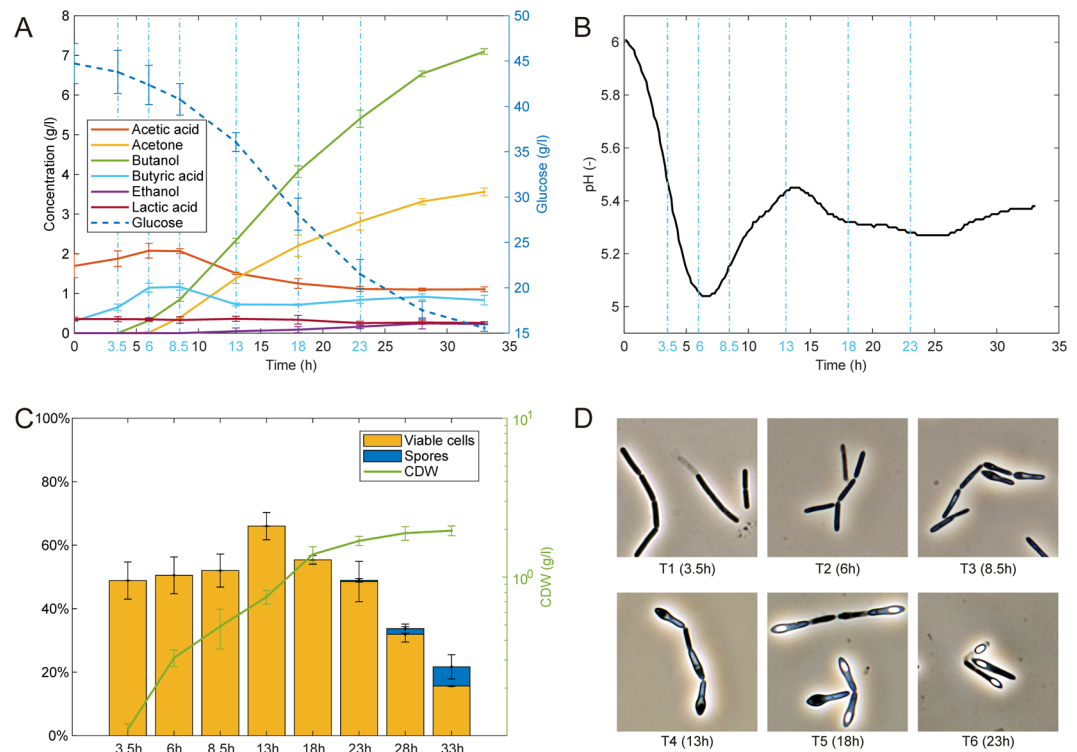 A
8
7
6
5
4
3
2
1
0
Concentration (g/l)
50
45
40
35
30
25
20
15
Glucose (g/l)
Acetic acid
Acetone
Butanol
Butyric acid
Ethanol
Lactic acid
Glucose
0 3.5 5 6 8.5 10 13 15 18 20 23 25 30 35
Time (h)
B
6
5.8
5.6
5.4
5.2
5
pH (-)
0 3.5 5 6 8.5 10 13 15 18 20 23 25 30 35
Time (h)
C
100%
80%
60%
40%
20%
0%
Viable cells
Spores
CDW
10^1
10^0
CDW (g/l)
3.5h 6h 8.5h 13h 18h 23h 28h 33h
D
T1 (3.5h) T2 (6h) T3 (8.5h)
T4 (13h) T5 (18h) T6 (23h)